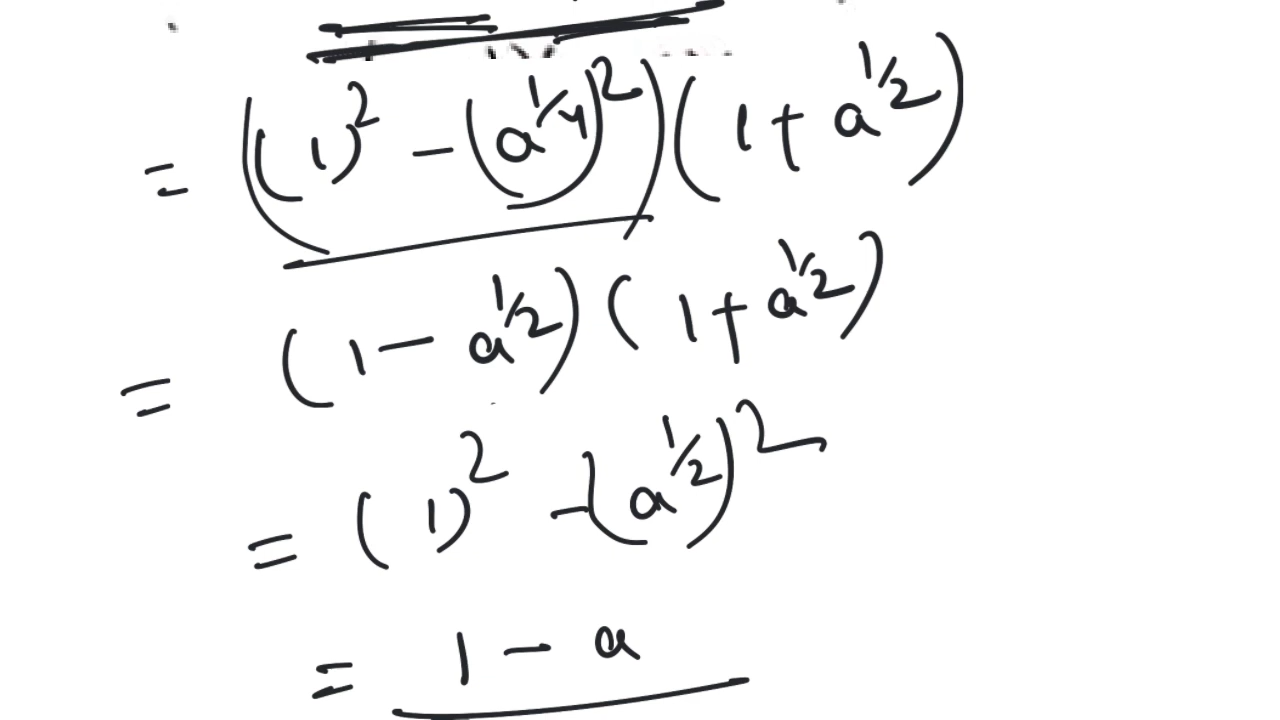 = ((1)² - (a^1/4)²)(1 + a^1/2)
= (1 - a^1/2)(1 + a^1/2)
= (1)² - (a^1/2)²
= 1 - a